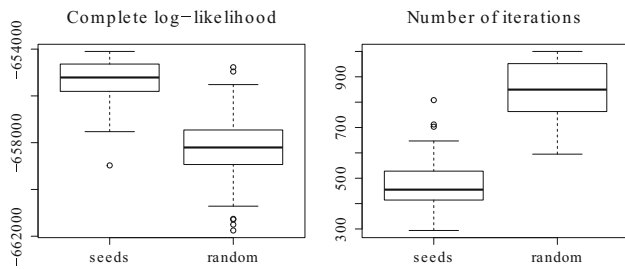 Complete log−likelihood
−654000
−658000
−662000
seeds
random
Number of iterations
900
700
500
300
seeds
random